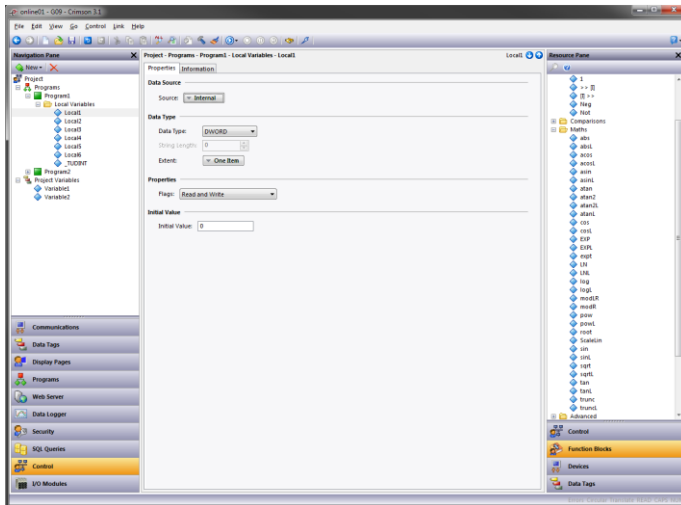 online01 - G09 - Crimson 3.1
File Edit View Go Control Link Help
Navigation Pane
New
Project
Programs
Program1
Local Variables
Local1
Local2
Local3
Local4
Local5
Local6
_TUDINT
Program2
Project Variables
Variable1
Variable2
Communications
Data Tags
Display Pages
Programs
Web Server
Data Logger
Security
SQL Queries
Control
I/O Modules
Project - Programs - Program1 - Local Variables - Local1
Local1
Properties Information
Data Source
Source: Internal
Data Type
Data Type: DWORD
String Length: 0
Extent: One Item
Properties
Flags: Read and Write
Initial Value
Initial Value: 0
Resource Pane
1
>> []
[] >>
Neg
Not
Comparisons
Maths
abs
absL
acos
acosL
asin
asinL
atan
atan2
atan2L
atanL
cos
cosL
EXP
EXPL
expt
LN
LNL
log
logL
modLR
modR
pow
powL
root
ScaleLin
sin
sinL
sqrt
sqrtL
tan
tanL
trunc
truncL
Advanced
Control
Function Blocks
Devices
Data Tags